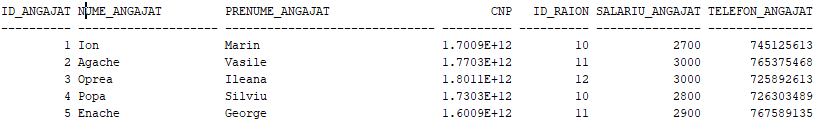 ID_ANGAJAT NUME_ANGAJAT PRENUME_ANGAJAT CNP ID_RAION SALARIU_ANGAJAT TELEFON_ANGAJAT
---------- -------------------- ------------------------------ ---------- ---------- --------------- ---------------
1 Ion Marin 1.7009E+12 10 2700 745125613
2 Agache Vasile 1.7703E+12 11 3000 765375468
3 Oprea Ileana 1.8011E+12 12 3000 725892613
4 Popa Silviu 1.7303E+12 10 2800 726303489
5 Enache George 1.6009E+12 11 2900 767589135